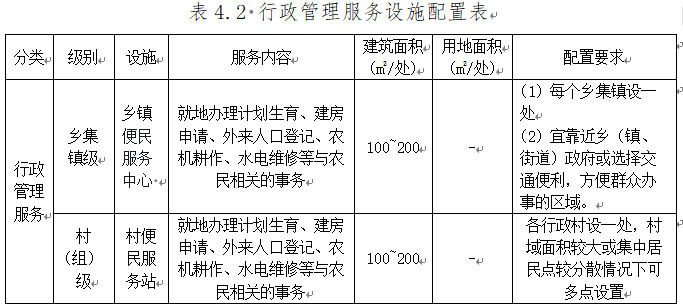 表 4.2 行政管理服务设施配置表
分类
级别
设施
服务内容
建筑面积
(㎡/处)
用地面积
(㎡/处)
配置要求
行政
管理
服务
乡集
镇级
乡镇
便民
服务
中心
就地办理计划生育、建房
申请、外来人口登记、农
机耕作、水电维修等与农
民相关的事务
100~200
-
（1）每个乡集镇设一
处
（2）宜靠近乡（镇、
街道）政府或选择交
通便利，方便群众办
事的区域。
村
（组）
级
村便
民服
务站
就地办理计划生育、建房
申请、外来人口登记、农
机耕作、水电维修等与农
民相关的事务
100~200
-
各行政村设一处，村
域面积较大或集中居
民点较分散情况下可
多点设置